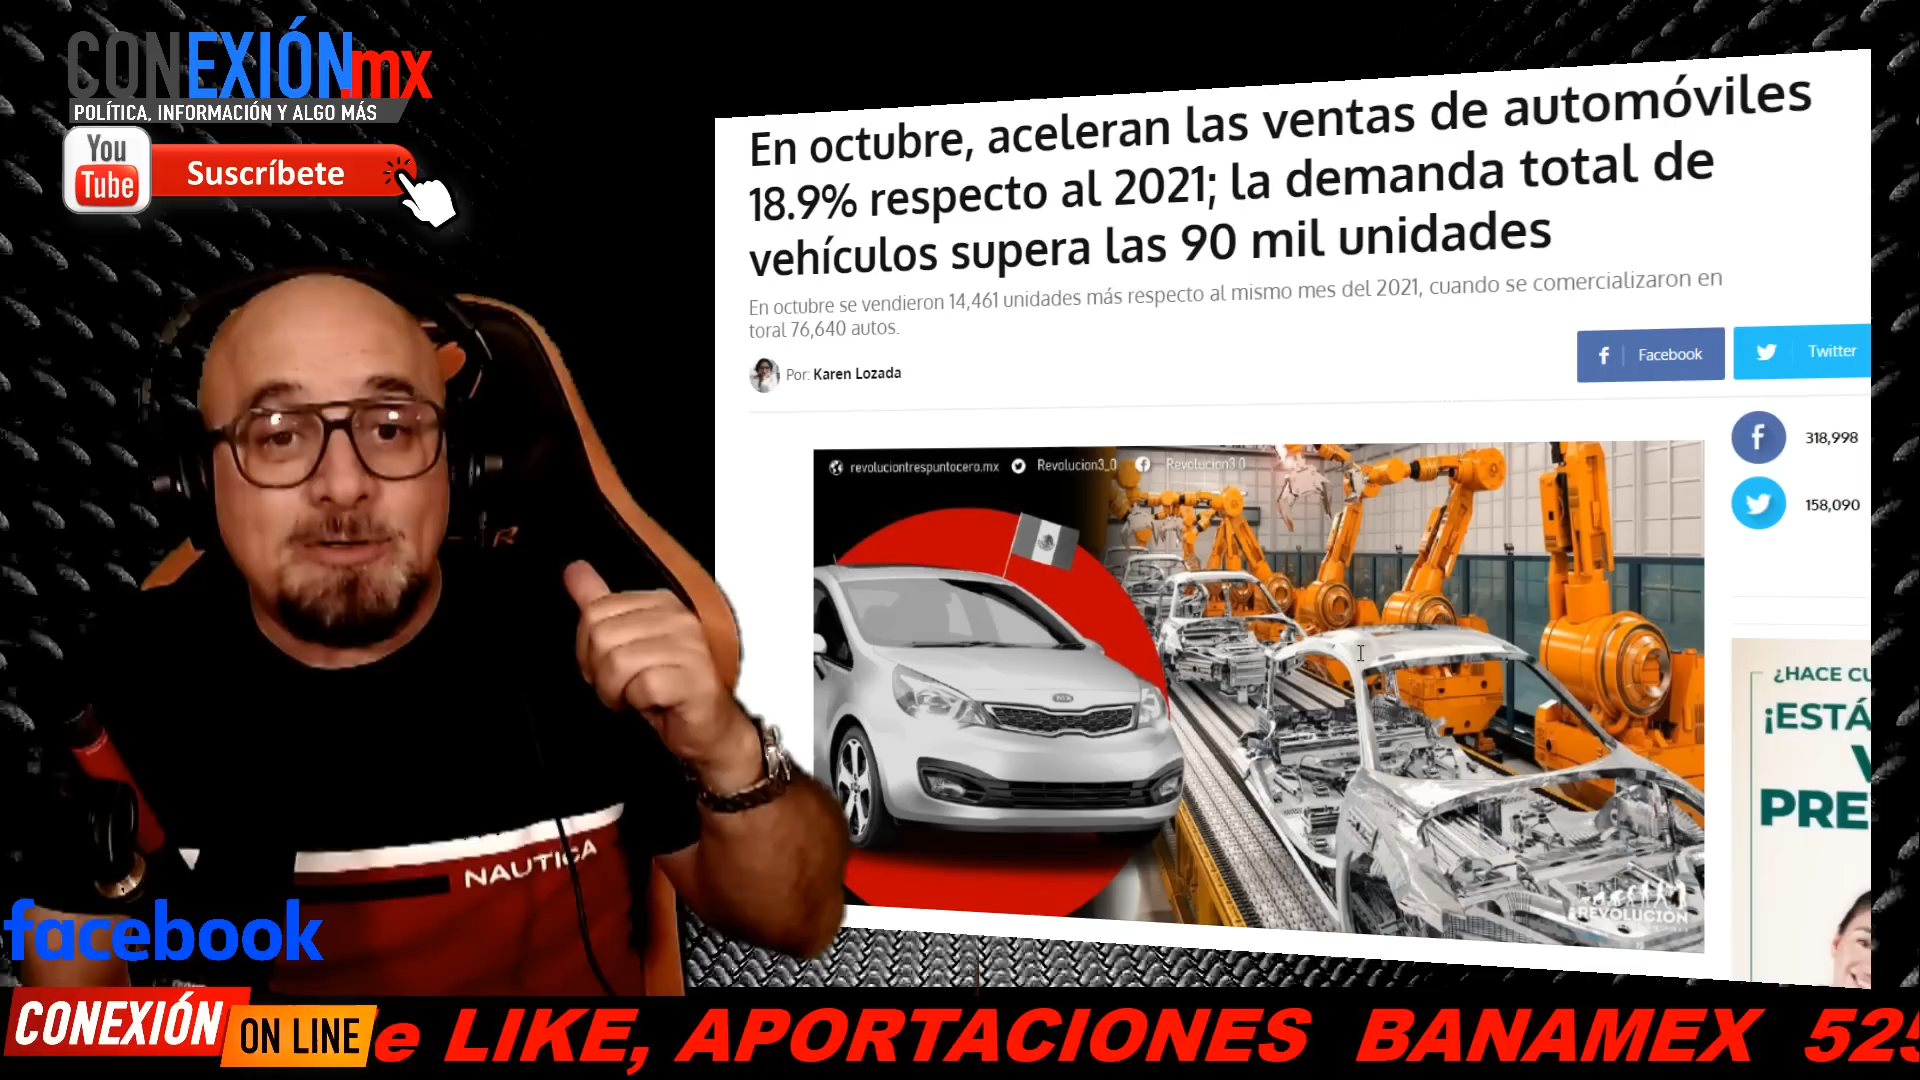 CONEXIÓN.mx
POLÍTICA, INFORMACIÓN Y ALGO MÁS
You
Tube
Suscríbete
En octubre, aceleran las ventas de automóviles
18.9% respecto al 2021; la demanda total de
vehículos supera las 90 mil unidades
En octubre se vendieron 14,461 unidades más respecto al mismo mes del 2021, cuando se comercializaron en
toral 76,640 autos.
Por: Karen Lozada
Facebook
Twitter
318,998
158,090
revoluciontrespuntocero.mx Revolucion3_0 Revolucion3.0
KIA
REVOLUCIÓN
¿HACE CU
¡ESTÁ
V
PRE
NAUTICA
facebook
CONEXIÓN
ON LINE
e LIKE, APORTACIONES BANAMEX 525